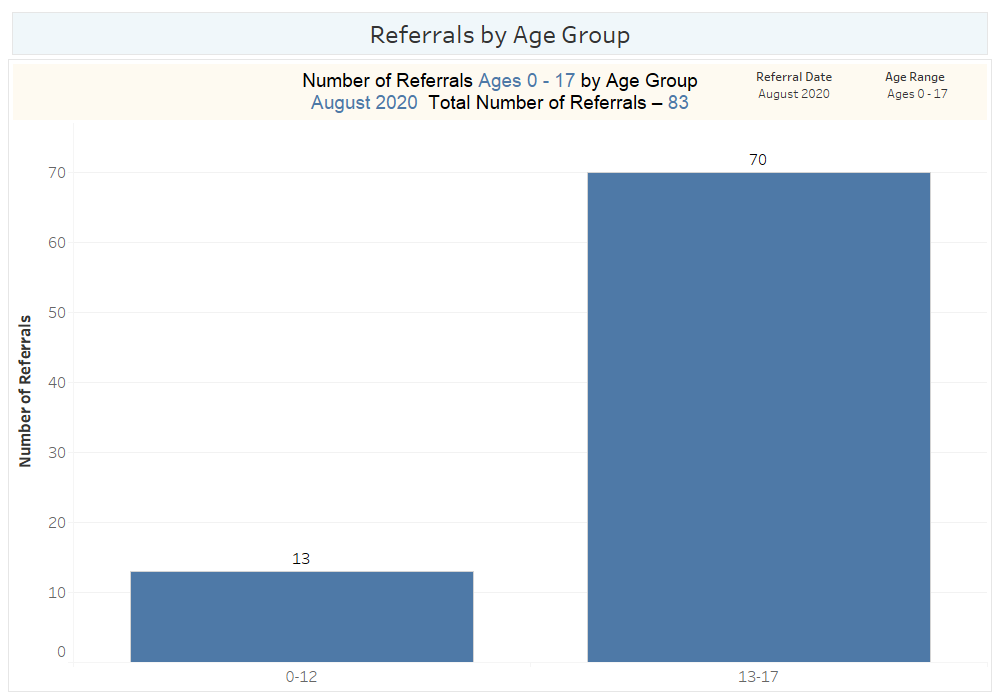 Referrals by Age Group
Number of Referrals Ages 0 - 17 by Age Group
August 2020 Total Number of Referrals – 83
Referral Date
August 2020
Age Range
Ages 0 - 17
Number of Referrals
70
60
50
40
30
20
10
0
13
70
0-12
13-17